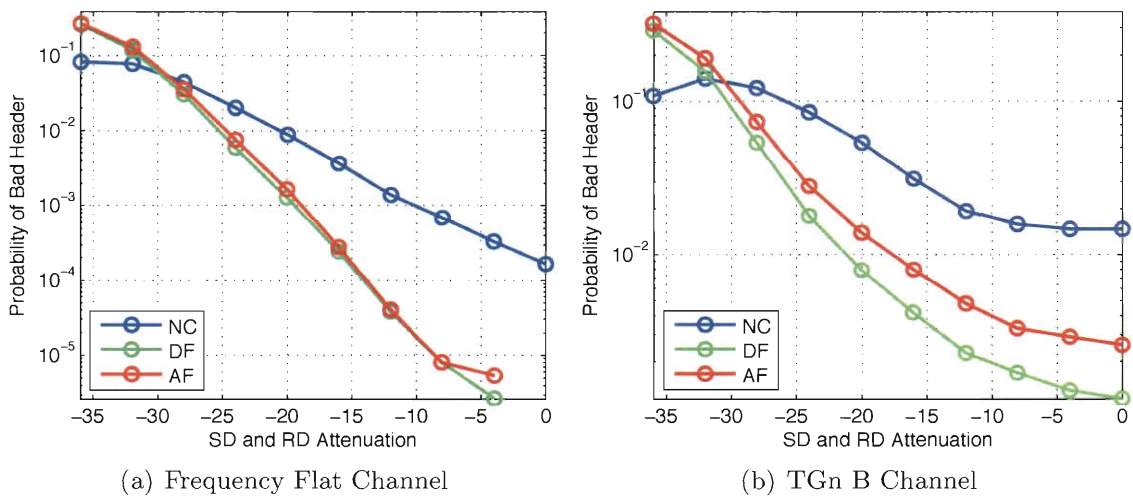 10^-1
10^-2
10^-3
10^-4
10^-5
Probability of Bad Header
NC
DF
AF
−35 −30 −25 −20 −15 −10 −5 0
SD and RD Attenuation
(a) Frequency Flat Channel
10^-1
10^-2
Probability of Bad Header
NC
DF
AF
−35 −30 −25 −20 −15 −10 −5 0
SD and RD Attenuation
(b) TGn B Channel